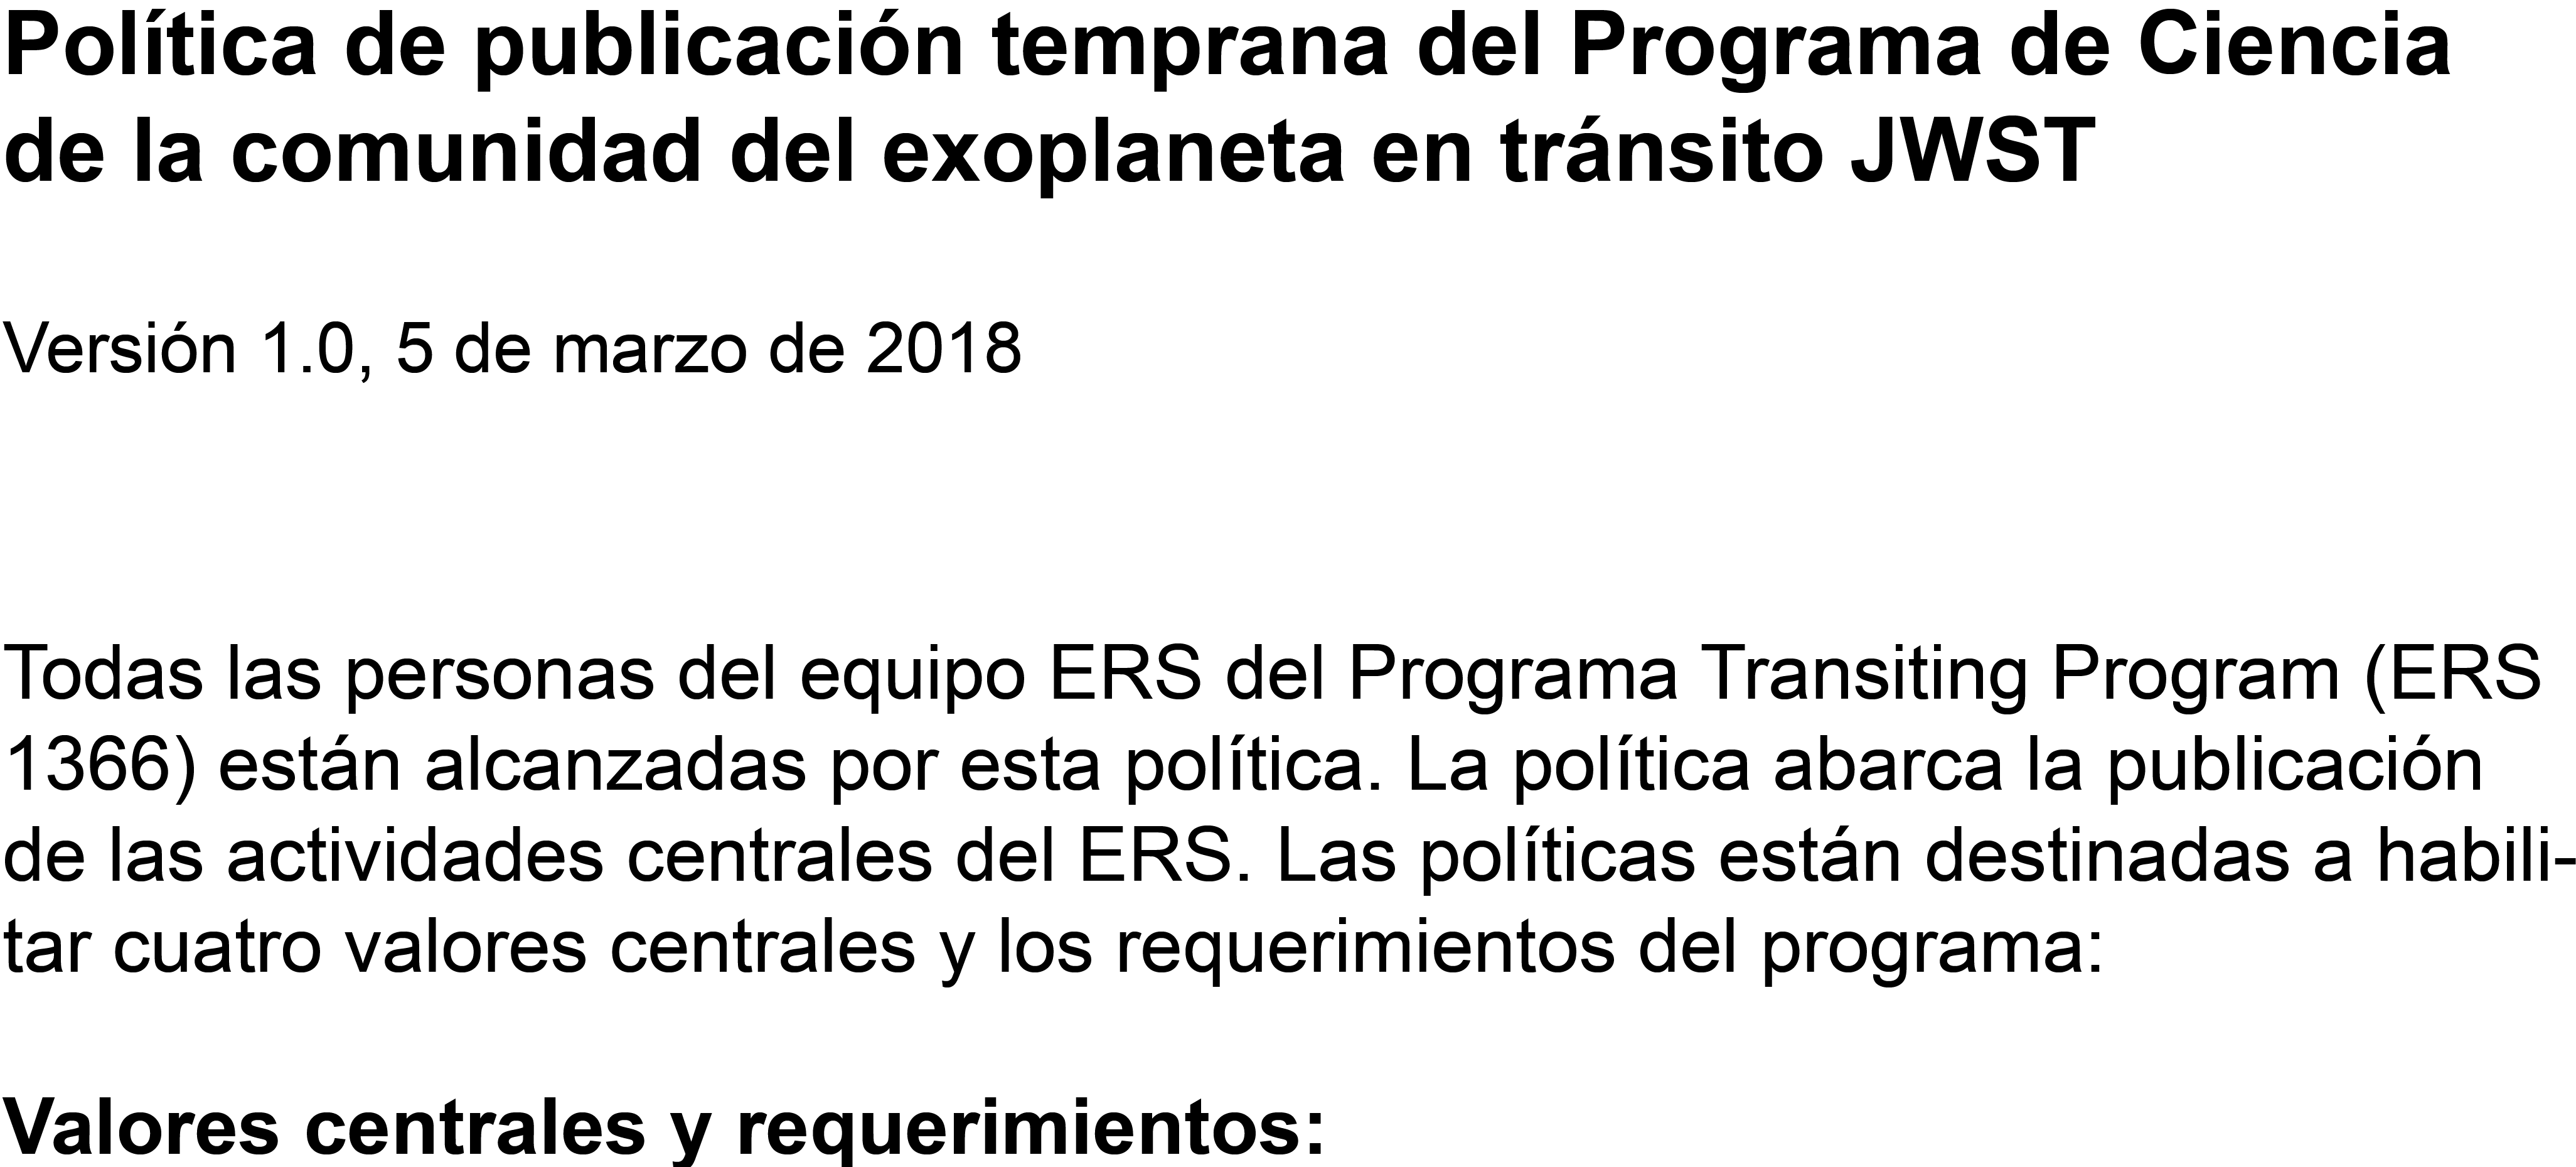 Política de publicación temprana del Programa de Ciencia
de la comunidad del exoplaneta en tránsito JWST
Versión 1.0, 5 de marzo de 2018
Todas las personas del equipo ERS del Programa Transiting Program (ERS
1366) están alcanzadas por esta política. La política abarca la publicación
de las actividades centrales del ERS. Las políticas están destinadas a habili-
tar cuatro valores centrales y los requerimientos del programa:
Valores centrales y requerimientos: